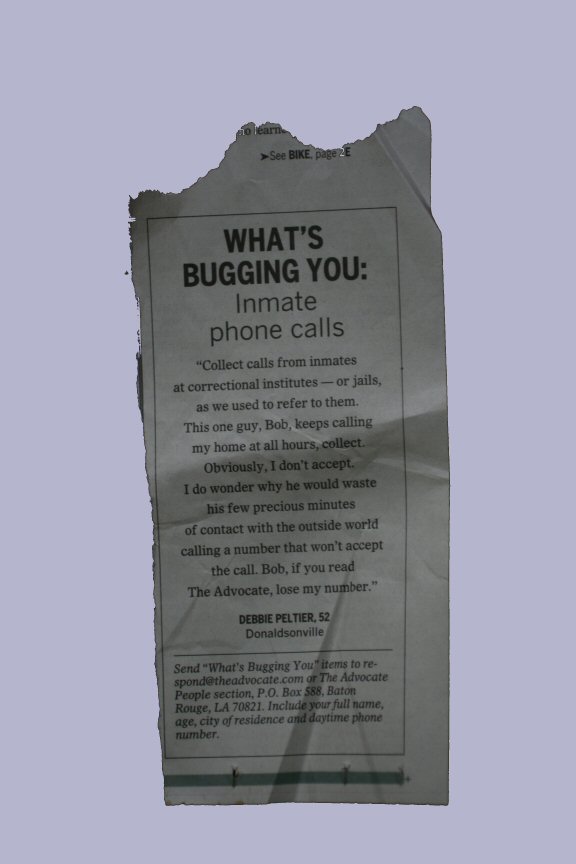 to learn
➤See BIKE, page 2E
WHAT'S
BUGGING YOU:
Inmate
phone calls
“Collect calls from inmates
at correctional institutes — or jails,
as we used to refer to them.
This one guy, Bob, keeps calling
my home at all hours, collect.
Obviously, I don't accept.
I do wonder why he would waste
his few precious minutes
of contact with the outside world
calling a number that won't accept
the call. Bob, if you read
The Advocate, lose my number.”
DEBBIE PELTIER, 52
Donaldsonville
Send “What's Bugging You” items to re-
spond@theadvocate.com or The Advocate
People section, P.O. Box 588, Baton
Rouge, LA 70821. Include your full name,
age, city of residence and daytime phone
number.